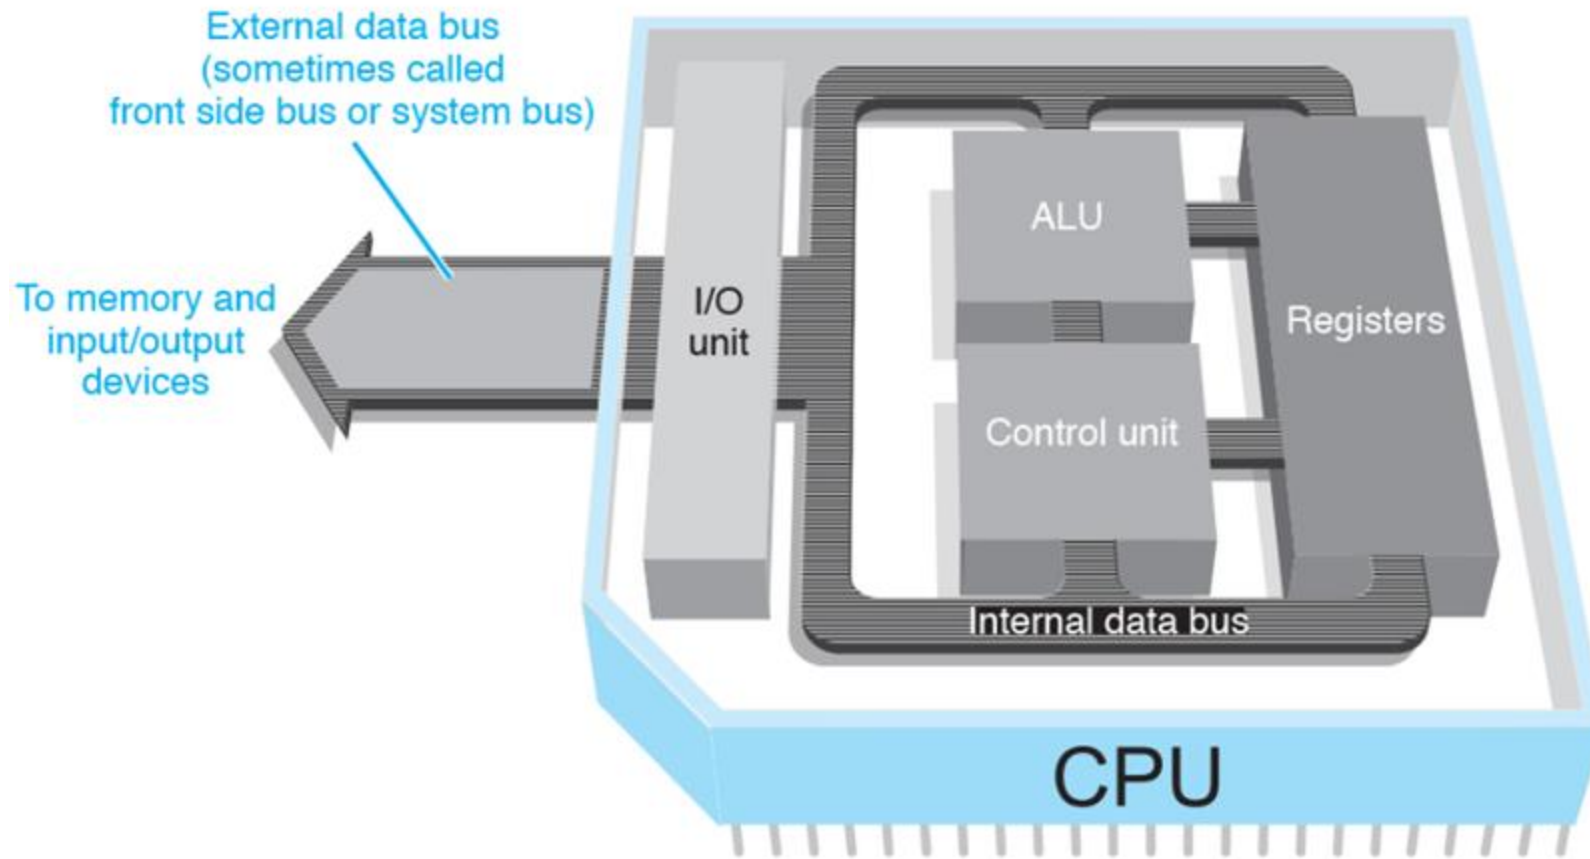 External data bus
(sometimes called
front side bus or system bus)
To memory and
input/output
devices
I/O
unit
ALU
Registers
Control unit
Internal data bus
CPU